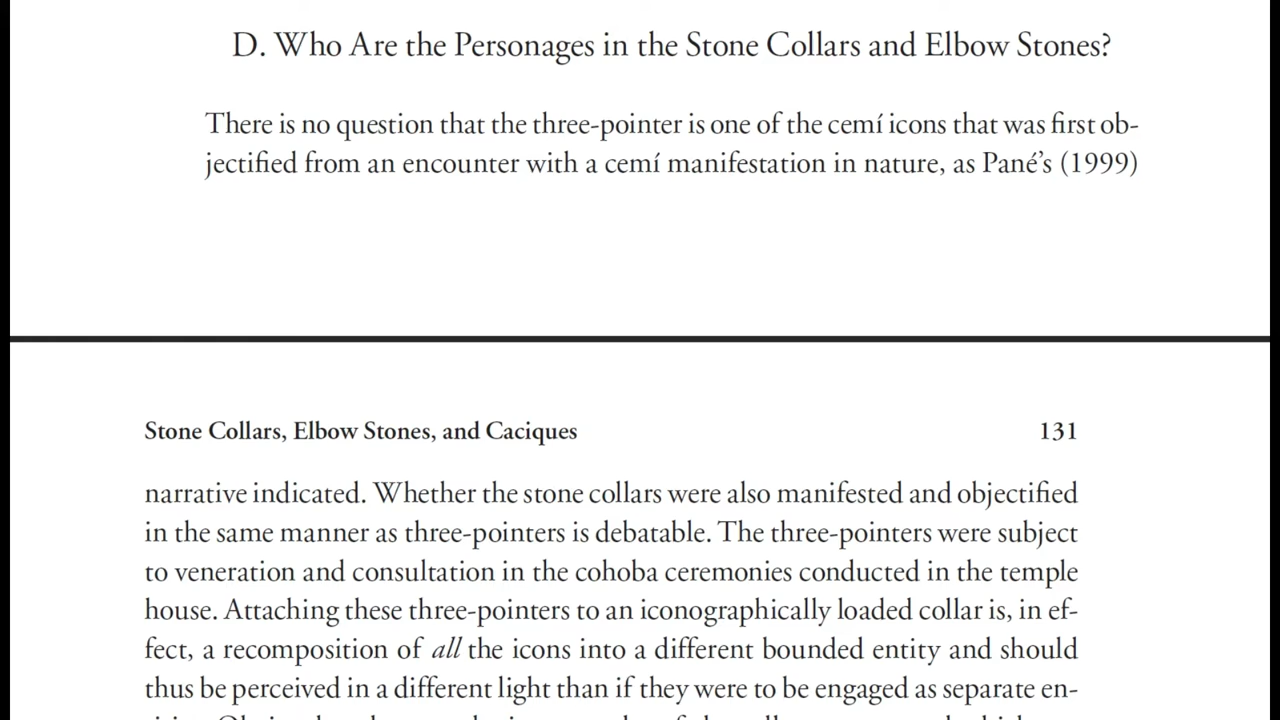 D. Who Are the Personages in the Stone Collars and Elbow Stones?
There is no question that the three-pointer is one of the cemí icons that was first ob-
jectified from an encounter with a cemí manifestation in nature, as Pané’s (1999)
Stone Collars, Elbow Stones, and Caciques 131
narrative indicated. Whether the stone collars were also manifested and objectified
in the same manner as three-pointers is debatable. The three-pointers were subject
to veneration and consultation in the cohoba ceremonies conducted in the temple
house. Attaching these three-pointers to an iconographically loaded collar is, in ef-
fect, a recomposition of all the icons into a different bounded entity and should
thus be perceived in a different light than if they were to be engaged as separate en-